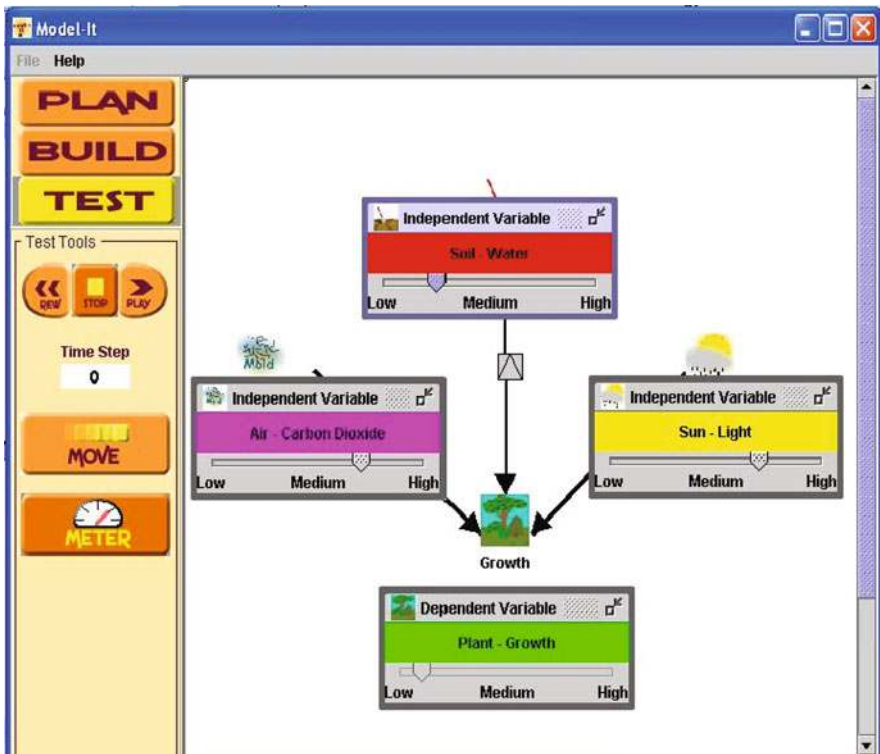 Model-It
File Help
PLAN
BUILD
TEST
Test Tools
REW STOP PLAY
Time Step
0
MOVE
METER
Independent Variable
Soil - Water
Low Medium High
Independent Variable
Air - Carbon Dioxide
Low Medium High
Independent Variable
Sun - Light
Low Medium High
Growth
Dependent Variable
Plant - Growth
Low Medium High